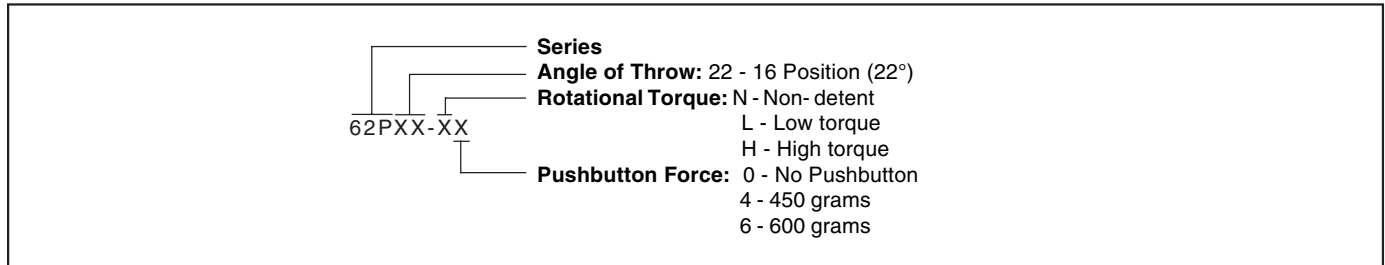 Series
Angle of Throw: 22 - 16 Position (22°)
Rotational Torque: N - Non- detent
L - Low torque
62PXX-XX
H - High torque
Pushbutton Force: 0 - No Pushbutton
4 - 450 grams
6 - 600 grams